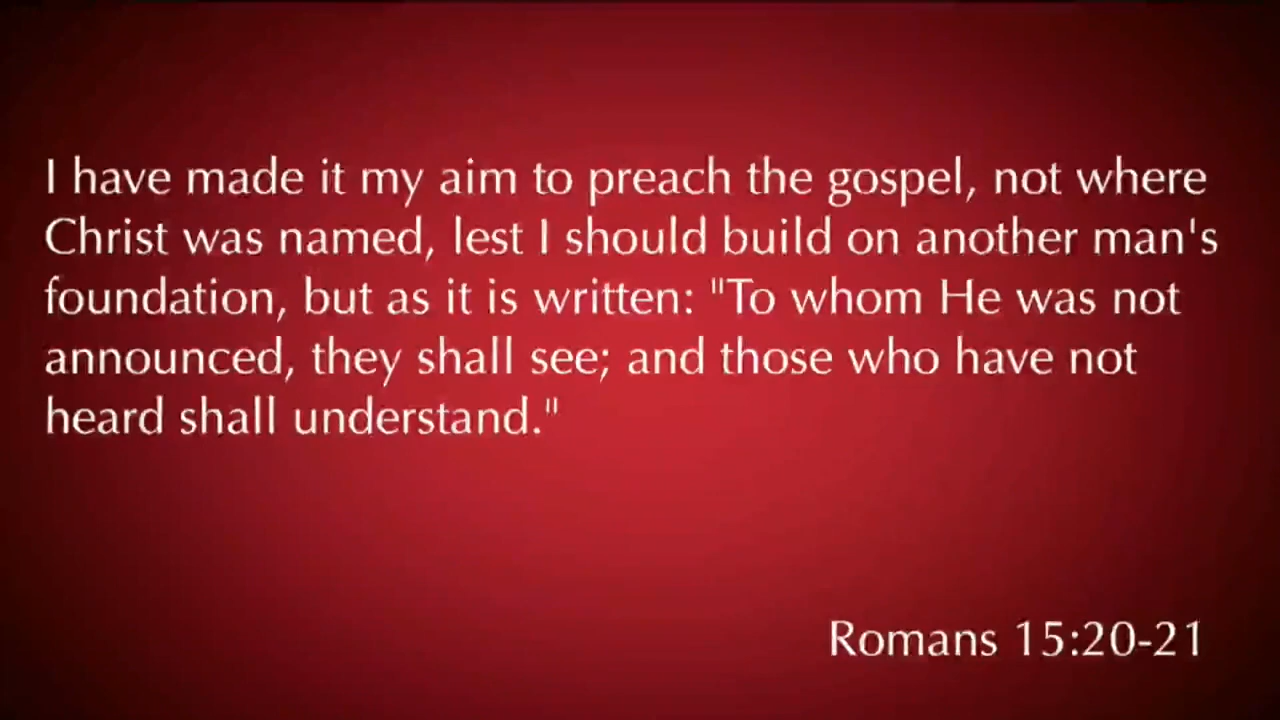 I have made it my aim to preach the gospel, not where
Christ was named, lest I should build on another man's
foundation, but as it is written: "To whom He was not
announced, they shall see; and those who have not
heard shall understand."
Romans 15:20-21